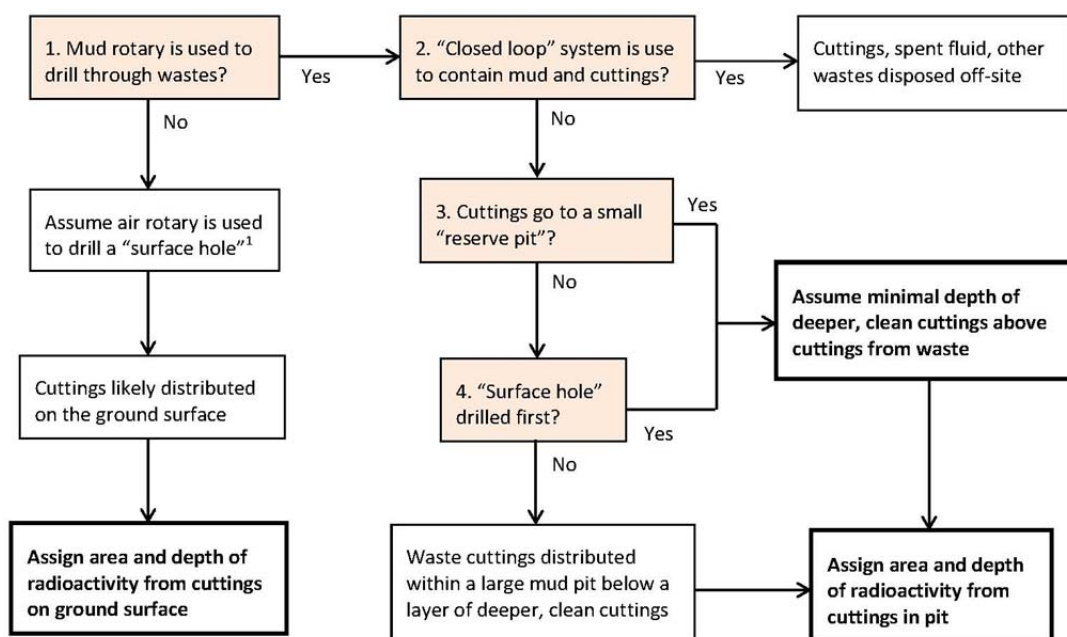 1. Mud rotary is used to
drill through wastes?
Yes
2. “Closed loop” system is use
to contain mud and cuttings?
Yes
Cuttings, spent fluid, other
wastes disposed off-site
No
No
Assume air rotary is used
to drill a “surface hole”1
3. Cuttings go to a small
“reserve pit”?
Yes
No
Assume minimal depth of
deeper, clean cuttings above
cuttings from waste
Cuttings likely distributed
on the ground surface
4. “Surface hole”
drilled first?
Yes
No
Assign area and depth of
radioactivity from cuttings
on ground surface
Waste cuttings distributed
within a large mud pit below a
layer of deeper, clean cuttings
Assign area and depth
of radioactivity from
cuttings in pit